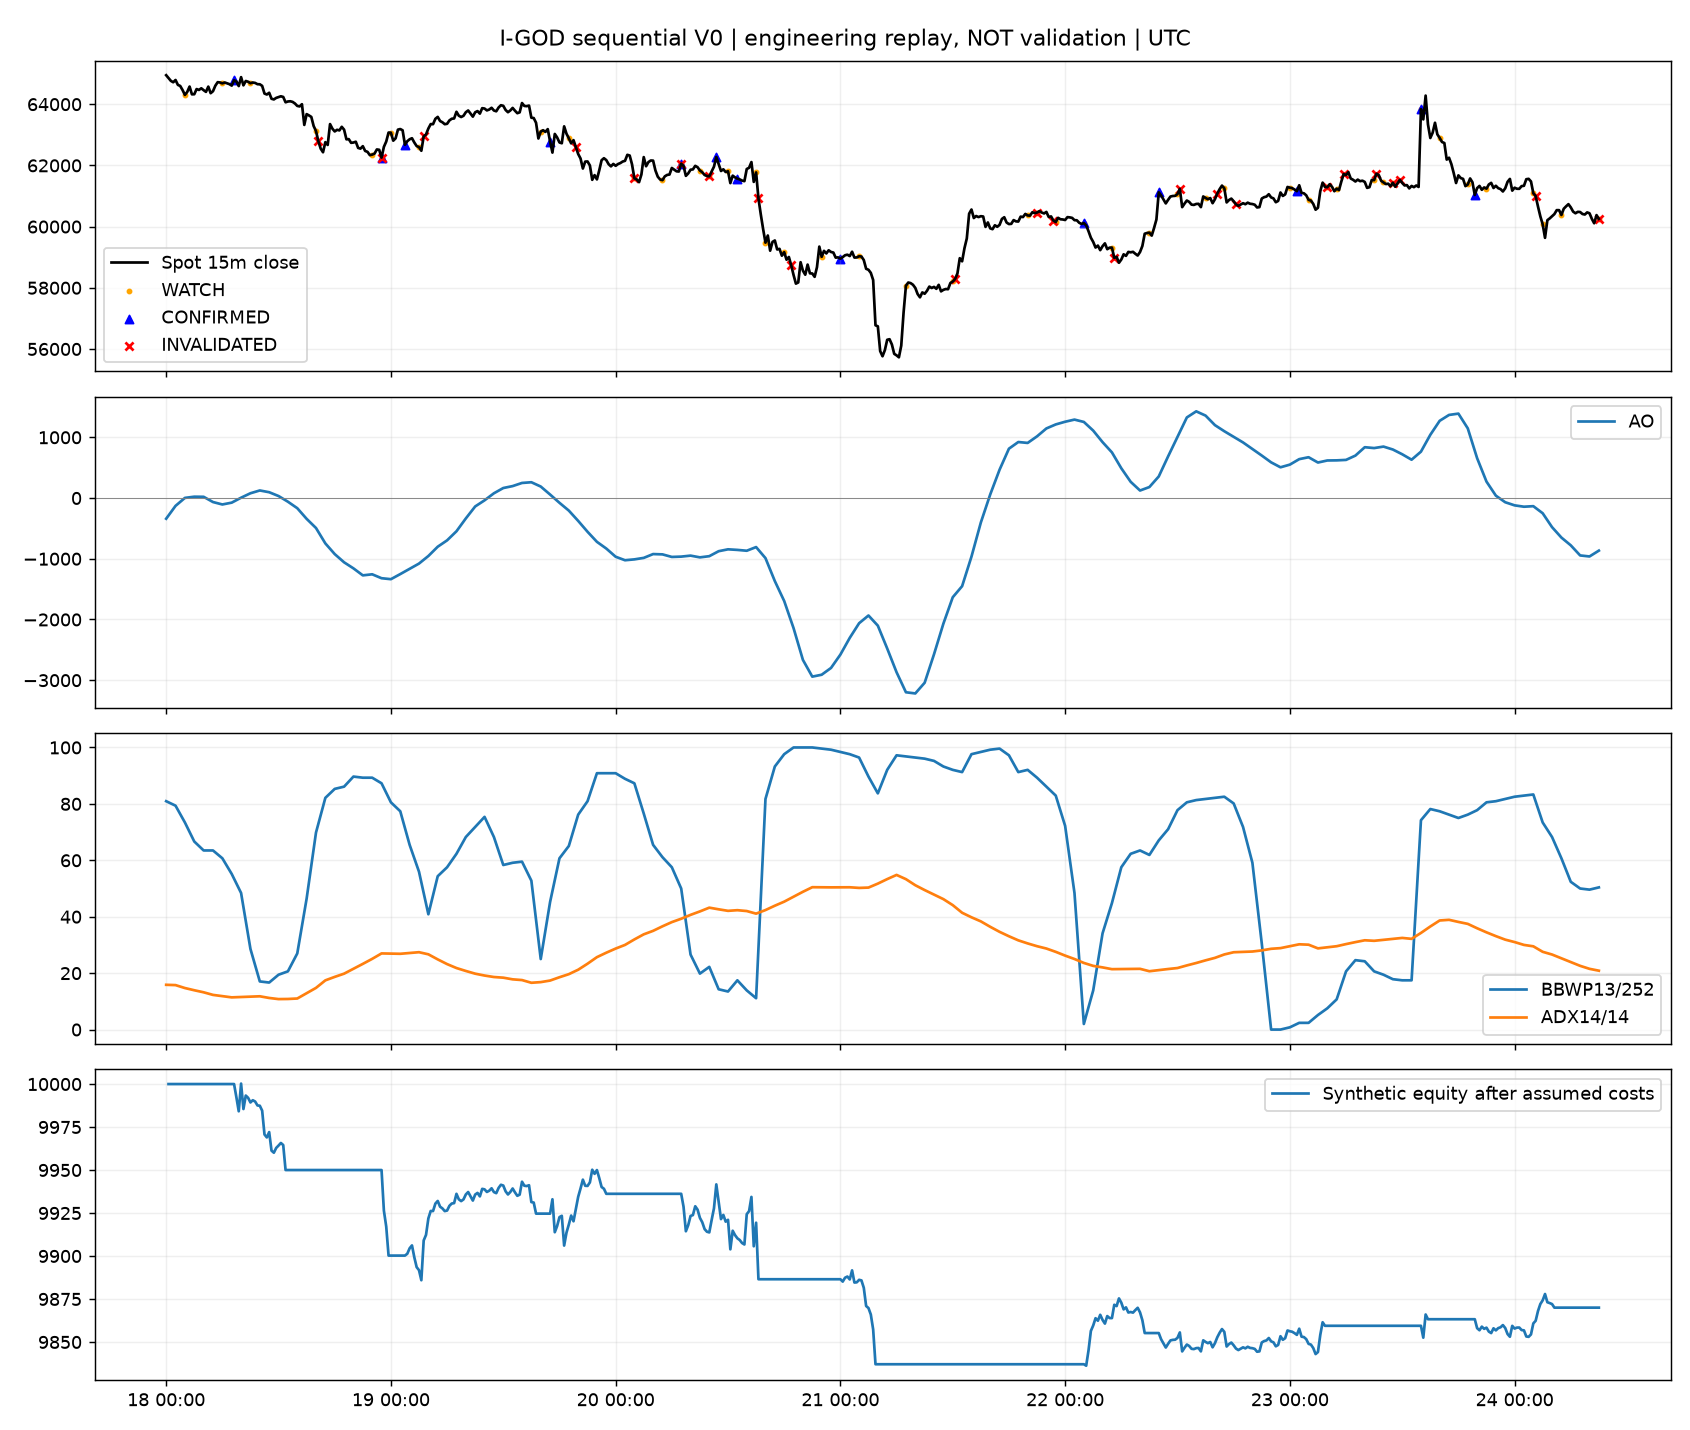 I-GOD sequential V0 | engineering replay, NOT validation | UTC
64000
62000
60000
58000
56000
Spot 15m close
WATCH
CONFIRMED
INVALIDATED
1000
0
−1000
−2000
−3000
AO
100
80
60
40
20
0
BBWP13/252
ADX14/14
10000
9975
9950
9925
9900
9875
9850
Synthetic equity after assumed costs
18 00:00 19 00:00 20 00:00 21 00:00 22 00:00 23 00:00 24 00:00